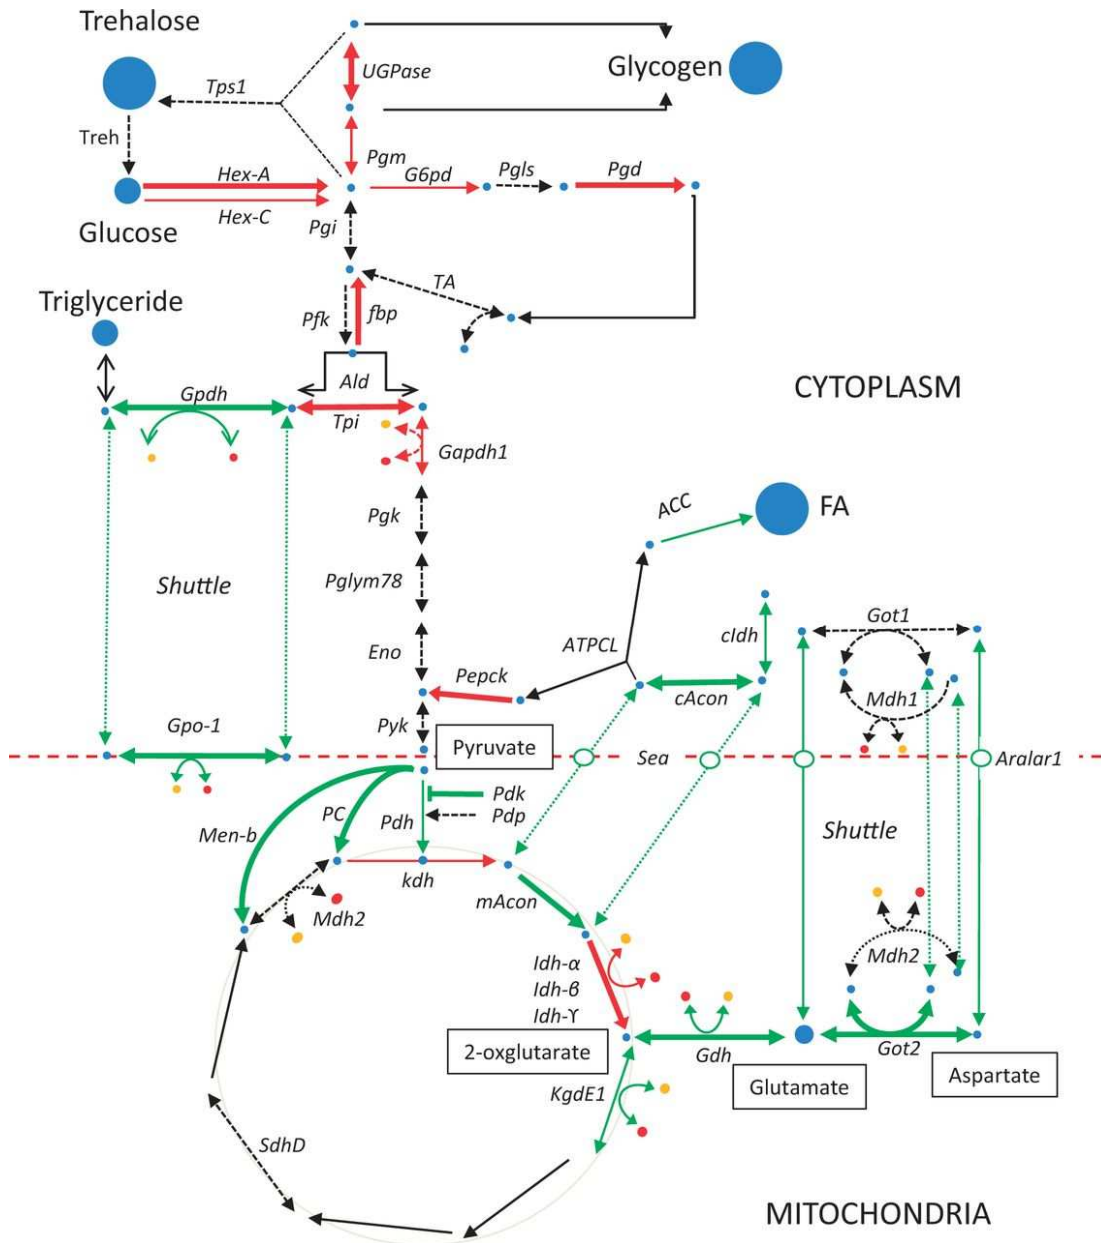 Trehalose
Tps1
UGPase
Glycogen
Treh
Pgm
Hex-A
G6pd
Pgls
Pgd
Hex-C
Glucose
Pgi
Triglyceride
TA
Pfk
fbp
Ald
CYTOPLASM
Gpdh
Tpi
Gapdh1
Pgk
ACC
FA
Shuttle
Pglym78
Got1
cIdh
ATPCL
Eno
Pepck
cAcon
Mdh1
Pyk
Gpo-1
Pyruvate
Sea
Aralar1
Pdk
PC
Pdh
Pdp
Men-b
Shuttle
kdh
mAcon
Mdh2
Mdh2
Idh-α
Idh-β
Idh-ϒ
2-oxglutarate
Gdh
Got2
Glutamate
Aspartate
KgdE1
SdhD
MITOCHONDRIA